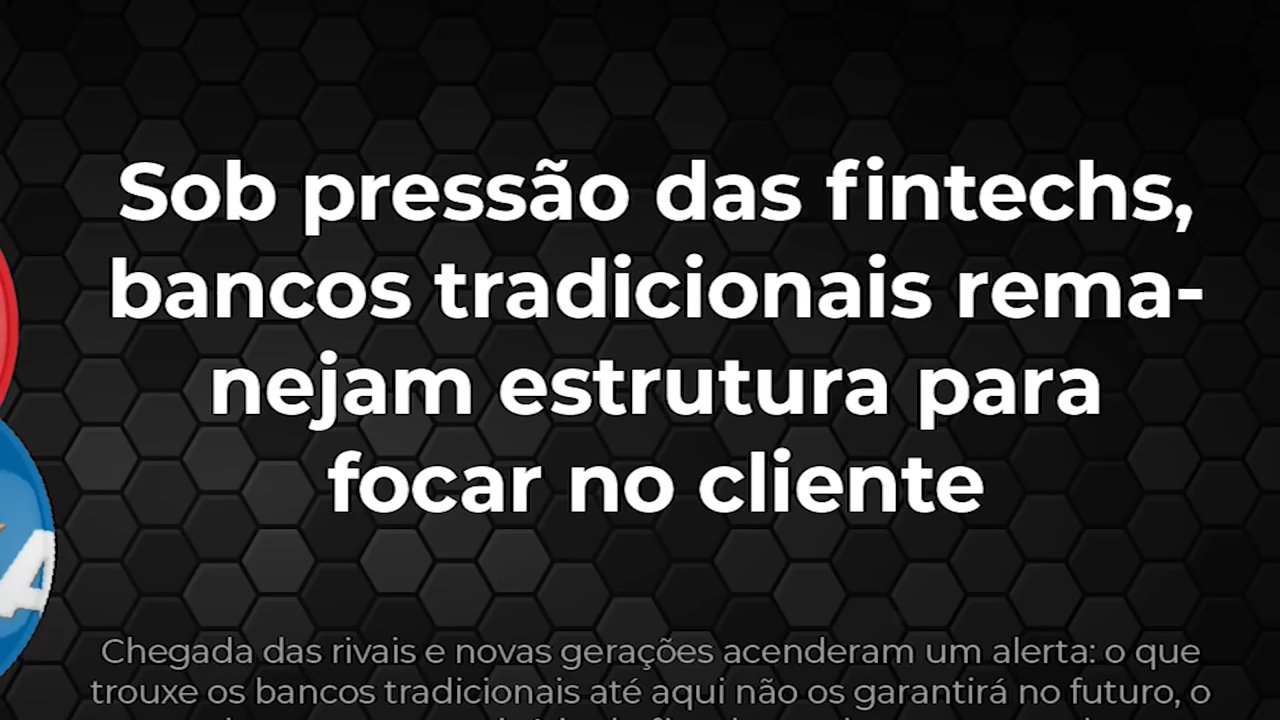 Sob pressão das fintechs,
bancos tradicionais rema-
nejam estrutura para
focar no cliente
Chegada das rivais e novas gerações acenderam um alerta: o que
trouxe os bancos tradicionais até aqui não os garantirá no futuro, o